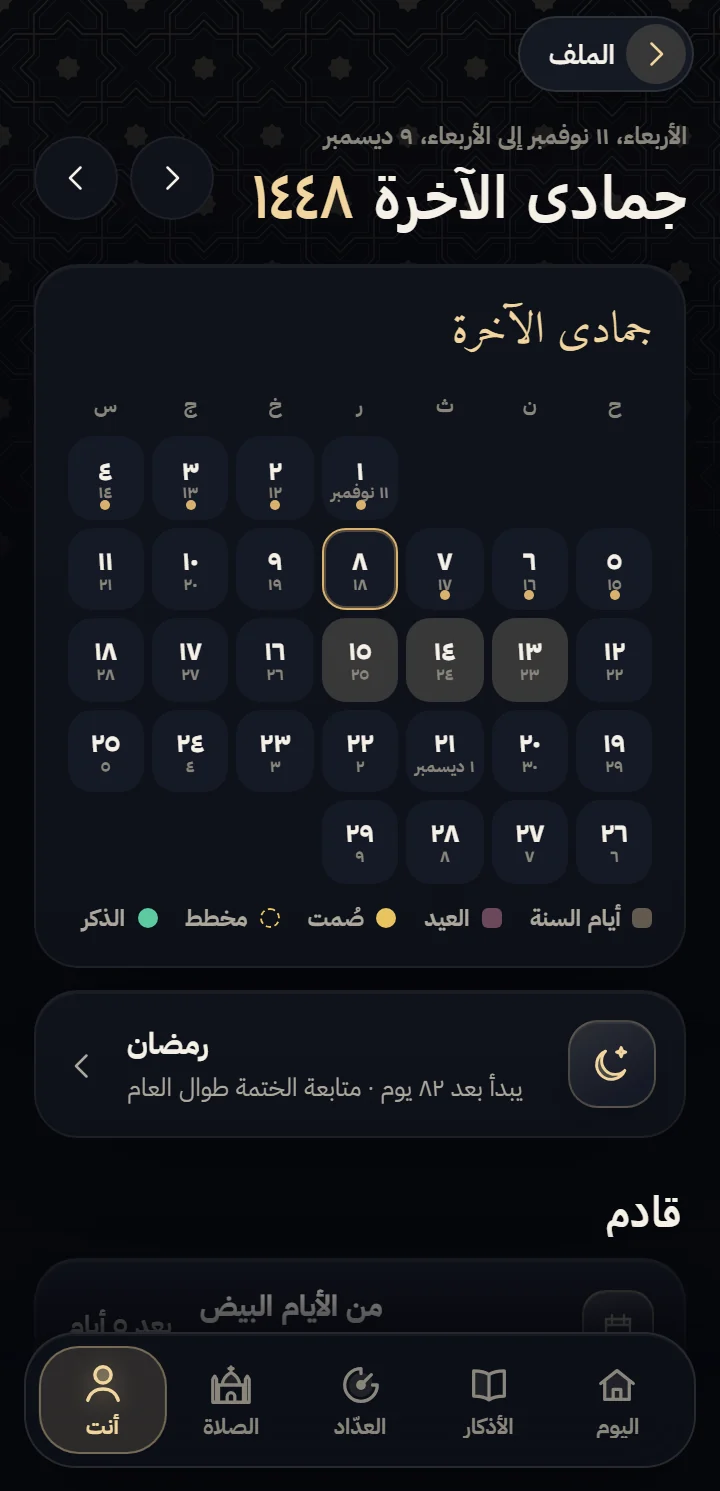 الملف
الأربعاء، ١١ نوفمبر إلى الأربعاء، ٩ ديسمبر
جمادى الآخرة ١٤٤٨
جمادى الآخرة
ح ن ث ر خ ج س
١ ٢ ٣ ٤
١١ نوفمبر ١٢ ١٣ ١٤
٥ ٦ ٧ ٨ ٩ ١٠ ١١
١٥ ١٦ ١٧ ١٨ ١٩ ٢٠ ٢١
١٢ ١٣ ١٤ ١٥ ١٦ ١٧ ١٨
٢٢ ٢٣ ٢٤ ٢٥ ٢٦ ٢٧ ٢٨
١٩ ٢٠ ٢١ ٢٢ ٢٣ ٢٤ ٢٥
٢٩ ٣٠ ١ ديسمبر ٢ ٣ ٤ ٥
٢٦ ٢٧ ٢٨ ٢٩
٦ ٧ ٨ ٩
أيام السنة العيد صُمت مخطط الذكر
رمضان
يبدأ بعد ٨٢ يوم · متابعة الختمة طوال العام
قادم
من الأيام البيض
بعد ٥ أيام
اليوم الأذكار العدّاد الصلاة أنت